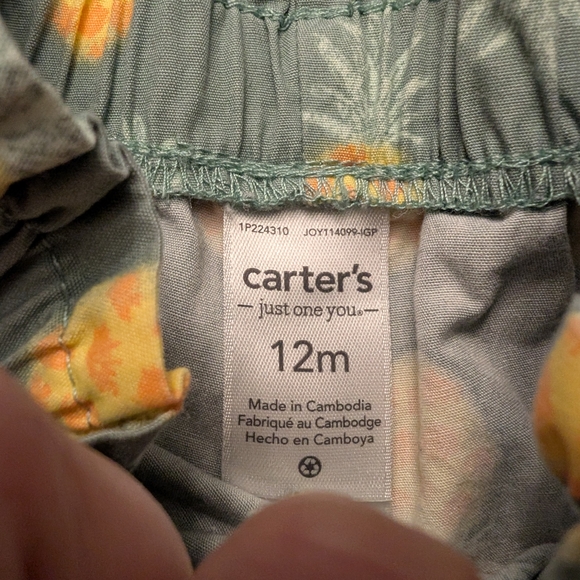 1P224310 JOY114099-IGP
carter's
just one you®
12m
Made in Cambodia
Fabriqué au Cambodge
Hecho en Camboya